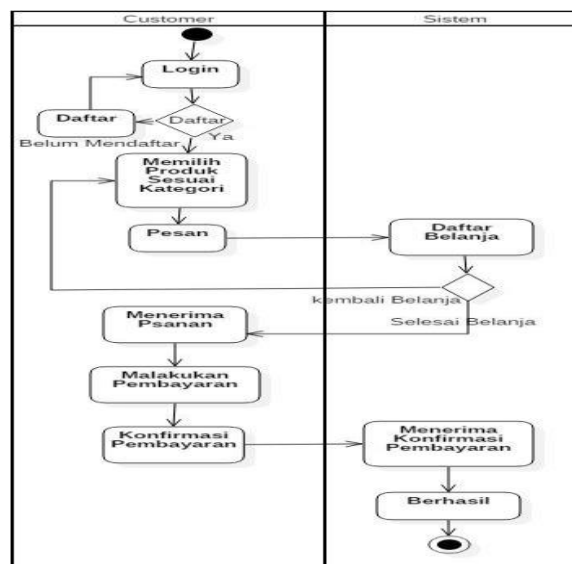 Customer
Sistem
Login
Daftar
Daftar
Ya
Belum Mendaftar
Memilih
Produk
Sesuai
Kategori
Pesan
Daftar
Belanja
kembali Belanja
Selesai Belanja
Menerima
Psanan
Malakukan
Pembayaran
Konfirmasi
Pembayaran
Menerima
Konfirmasi
Pembayaran
Berhasil